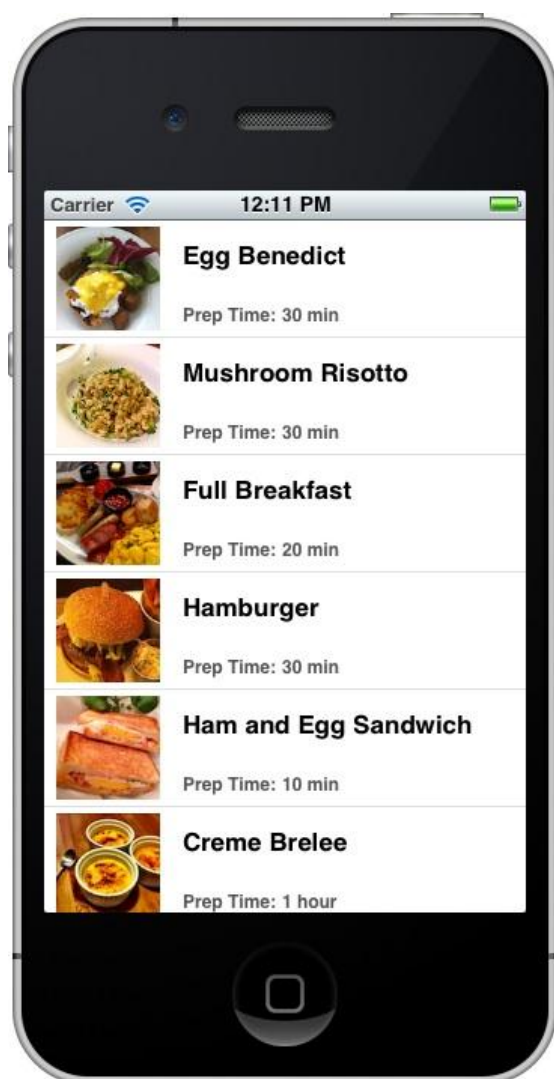 Carrier
12:11 PM
Egg Benedict
Prep Time: 30 min
Mushroom Risotto
Prep Time: 30 min
Full Breakfast
Prep Time: 20 min
Hamburger
Prep Time: 30 min
Ham and Egg Sandwich
Prep Time: 10 min
Creme Brelee
Prep Time: 1 hour